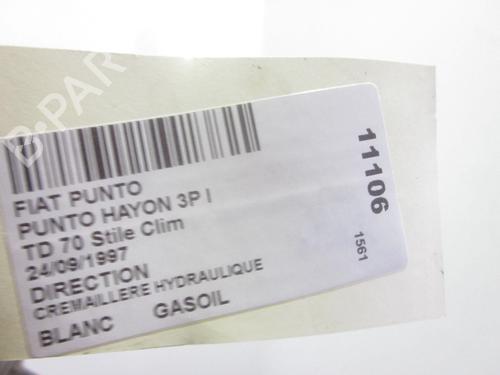 B-PAR
FIAT PUNTO
PUNTO HAYON 3P I
TD 70 Stile Clim
24/09/1997
DIRECTION
CREMAILLERE HYDRAULIQUE
BLANC GASOIL
11106
1561